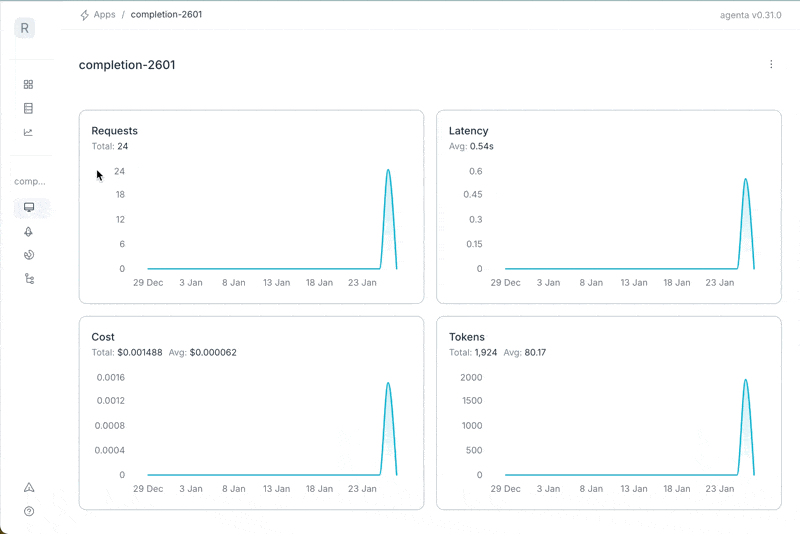 Apps / completion-2601
agenta v0.31.0
R
completion-2601
comp...
Requests
Total: 24
24
18
12
6
0
29 Dec 3 Jan 8 Jan 13 Jan 18 Jan 23 Jan
Latency
Avg: 0.54s
0.6
0.45
0.3
0.15
0
29 Dec 3 Jan 8 Jan 13 Jan 18 Jan 23 Jan
Cost
Total: $0.001488 Avg: $0.000062
0.0016
0.0012
0.0008
0.0004
0
29 Dec 3 Jan 8 Jan 13 Jan 18 Jan 23 Jan
Tokens
Total: 1,924 Avg: 80.17
2000
1500
1000
500
0
29 Dec 3 Jan 8 Jan 13 Jan 18 Jan 23 Jan